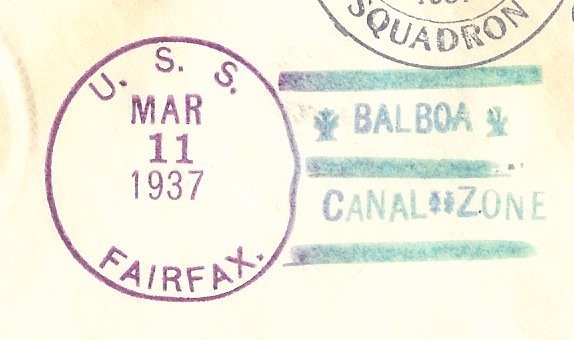 SQUADRON
U. S. S.
MAR
11
1937
FAIRFAX.
BALBOA
CANAL ZONE